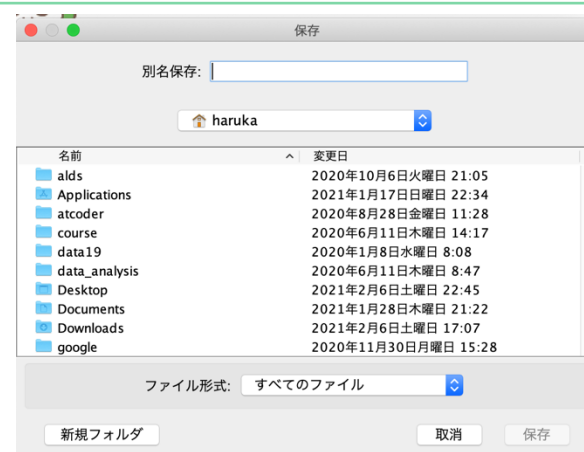 保存
別名保存:
haruka
名前 変更日
alds 2020年10月6日火曜日 21:05
Applications 2021年1月17日日曜日 22:34
atcoder 2020年8月28日金曜日 11:28
course 2020年6月11日木曜日 14:17
data19 2020年1月8日水曜日 8:08
data_analysis 2020年6月11日木曜日 8:47
Desktop 2021年2月6日土曜日 22:45
Documents 2021年1月28日木曜日 21:22
Downloads 2021年2月6日土曜日 17:07
google 2020年11月30日月曜日 15:28
ファイル形式: すべてのファイル
新規フォルダ 取消 保存